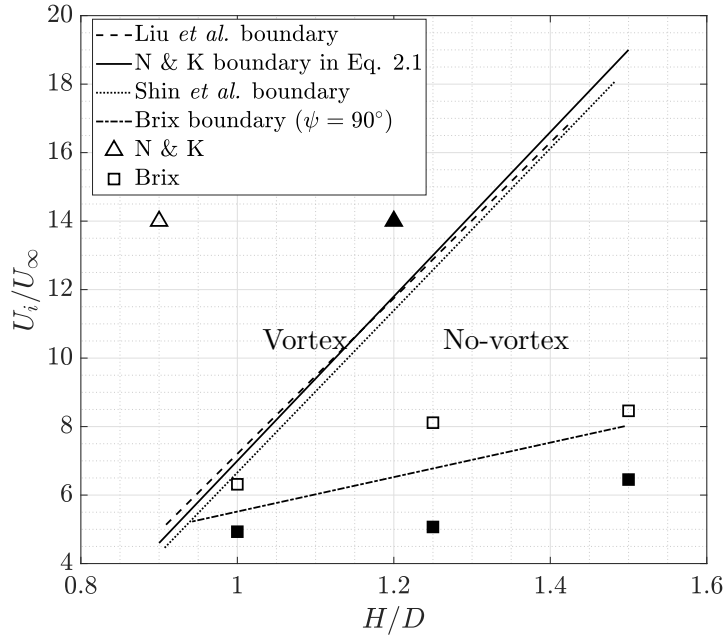 20
18
16
14
12
10
8
6
4
U_i/U_∞
Liu et al. boundary
N & K boundary in Eq. 2.1
Shin et al. boundary
Brix boundary (ψ = 90°)
N & K
Brix
Vortex
No-vortex
0.8
1
1.2
1.4
1.6
H/D